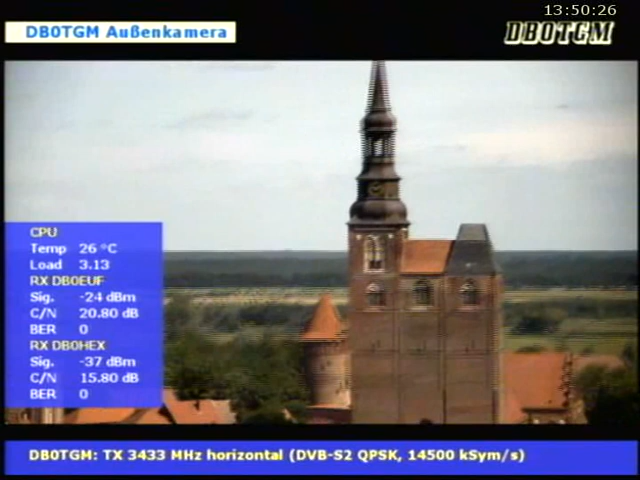 13:50:26
DB0TGM Außenkamera
DB0TGM
CPU
Temp 26 °C
Load 3.13
RX DB0EUF
Sig. -24 dBm
C/N 20.80 dB
BER 0
RX DB0HEX
Sig. -37 dBm
C/N 15.80 dB
BER 0
DB0TGM: TX 3433 MHz horizontal (DVB-S2 QPSK, 14500 kSym/s)